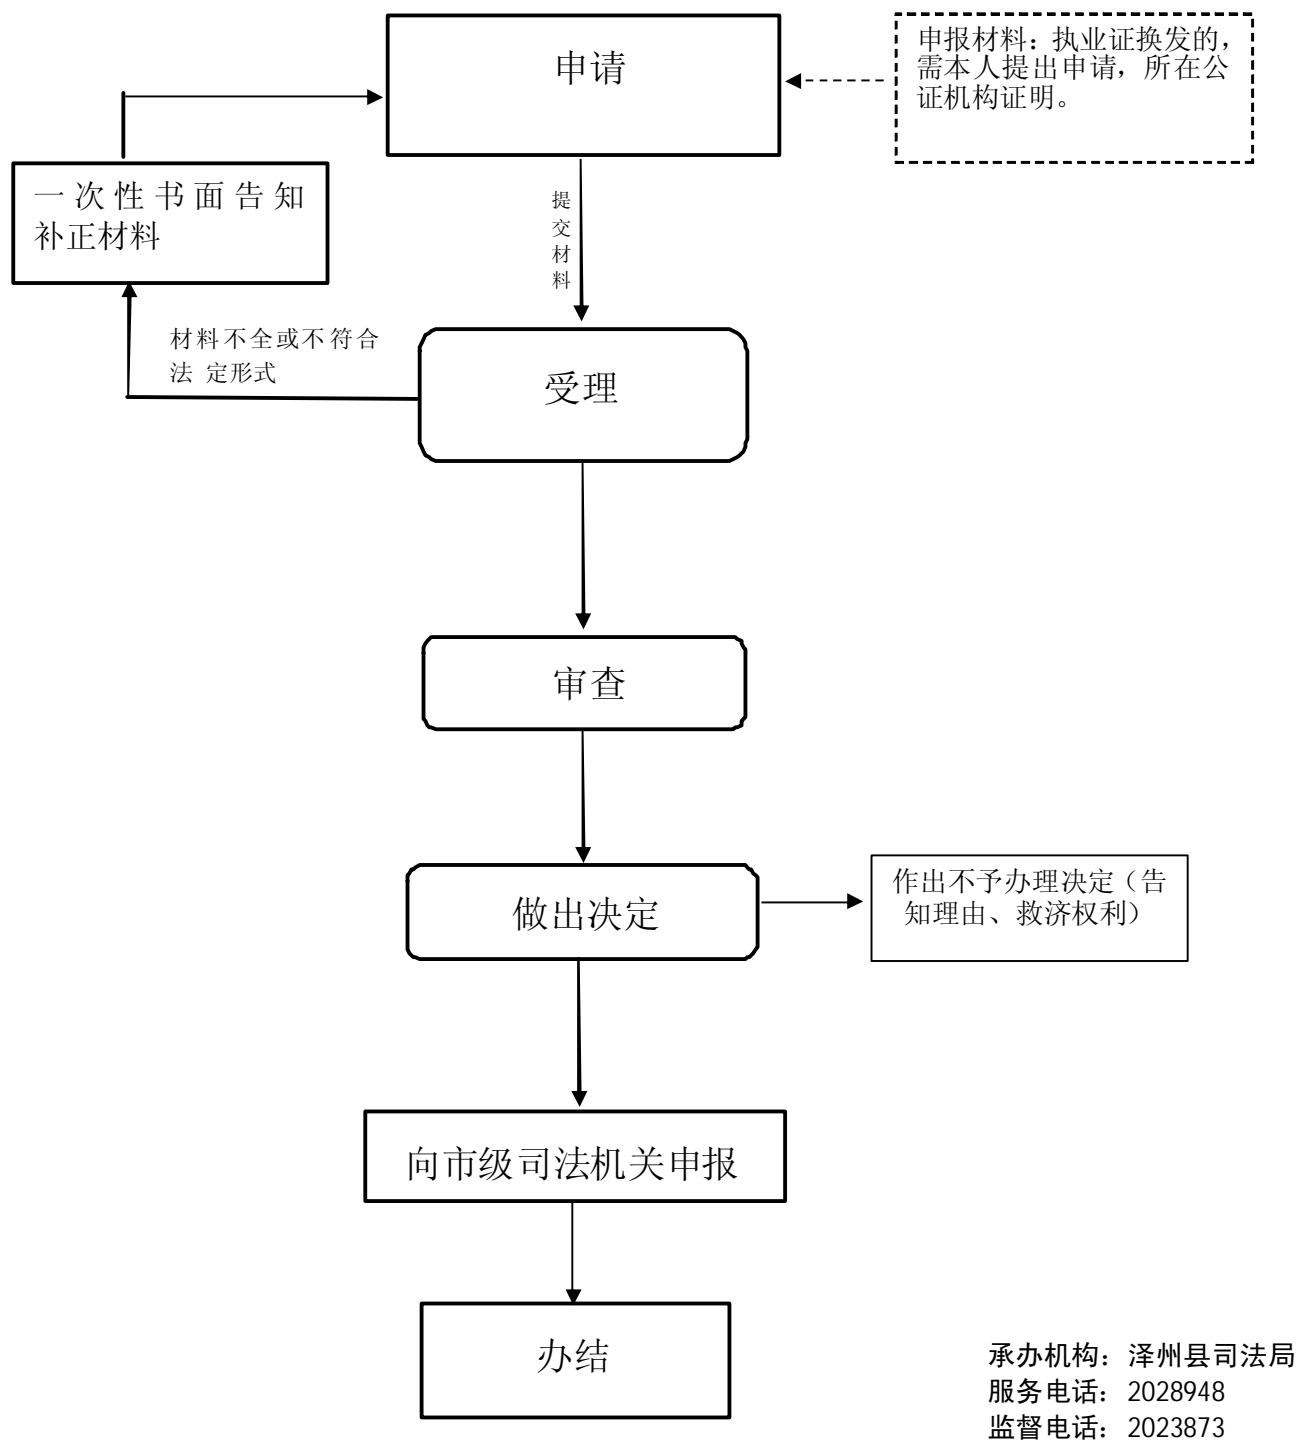 申请
申报材料：执业证换发的，
需本人提出申请，所在公
证机构证明。
一次性书面告知
补正材料
提
交
材
料
材料不全或不符合
法 定形式
受理
审查
做出决定
作出不予办理决定（告
知理由、救济权利）
向市级司法机关申报
办结
承办机构：泽州县司法局
服务电话：2028948
监督电话：2023873